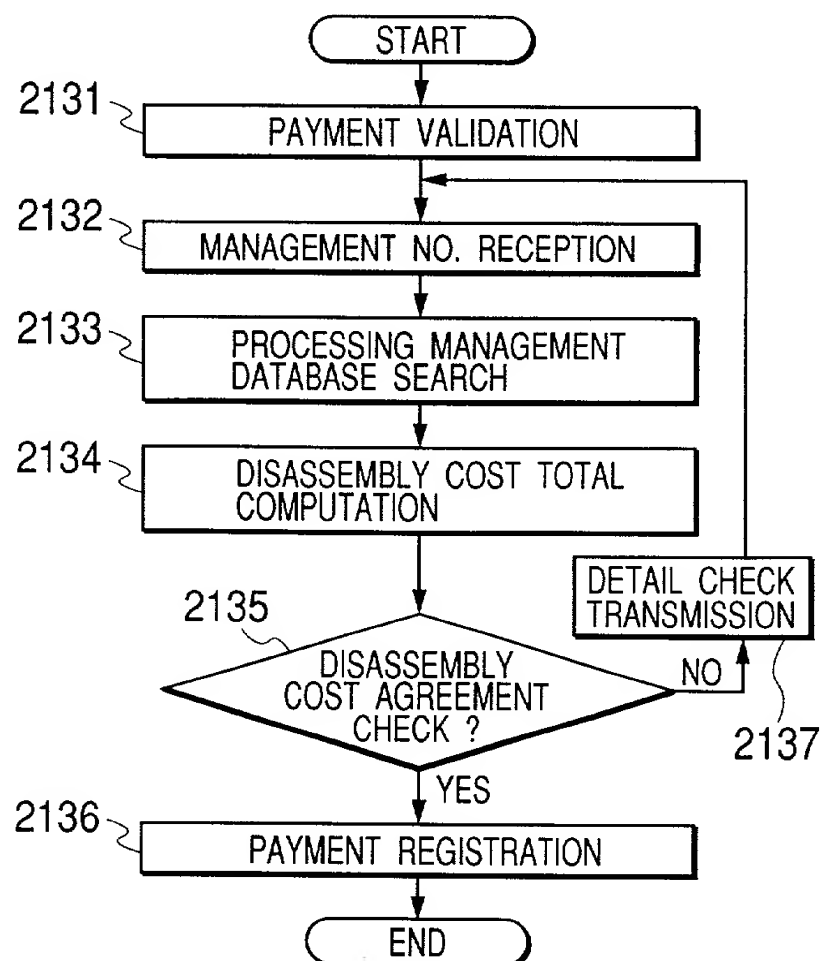 START
2131
PAYMENT VALIDATION
2132
MANAGEMENT NO. RECEPTION
2133
PROCESSING MANAGEMENT
DATABASE SEARCH
2134
DISASSEMBLY COST TOTAL
COMPUTATION
DETAIL CHECK
TRANSMISSION
2135
DISASSEMBLY
COST AGREEMENT
CHECK ?
NO
2137
YES
2136
PAYMENT REGISTRATION
END